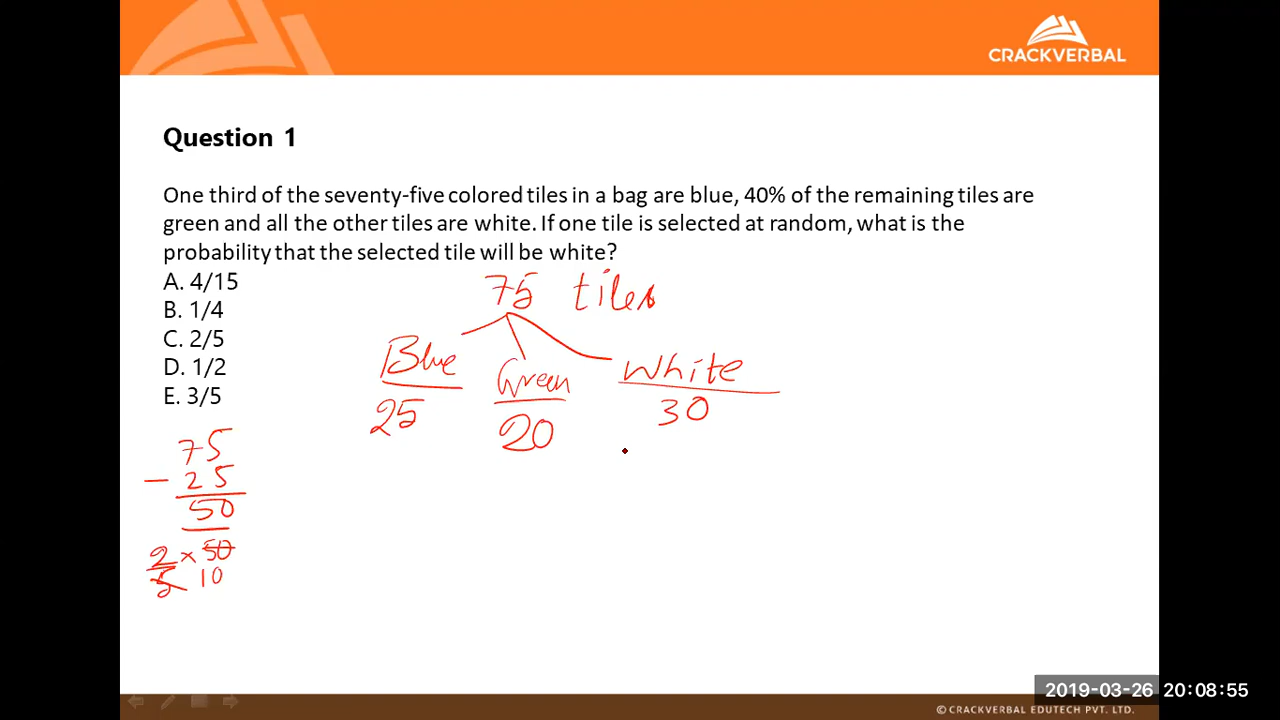 CRACKVERBAL
Question 1
One third of the seventy-five colored tiles in a bag are blue, 40% of the remaining tiles are
green and all the other tiles are white. If one tile is selected at random, what is the
probability that the selected tile will be white?
A. 4/15
B. 1/4
C. 2/5
D. 1/2
E. 3/5
75 tiles
Blue Green White
25 20 30
75
- 25
50
2/5 × 50
10
2019-03-26 20:08:55
© CRACKVERBAL EDUTECH PVT. LTD.